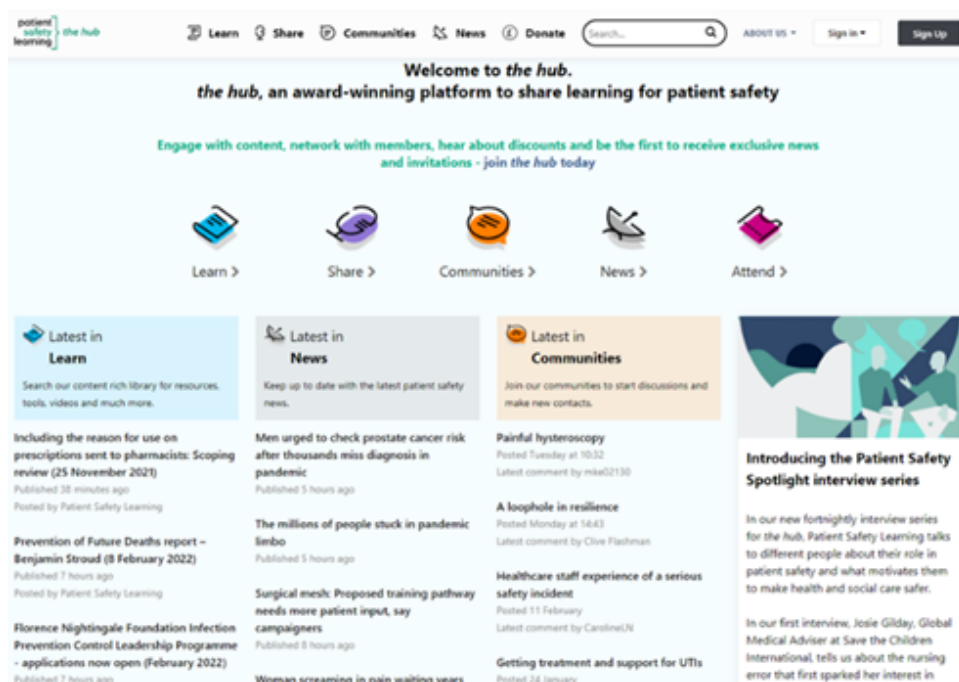 patient
safety
learning
the hub
Learn
Share
Communities
News
Donate
Search...
ABOUT US
Sign in
Sign Up
Welcome to the hub.
the hub, an award-winning platform to share learning for patient safety
Engage with content, network with members, hear about discounts and be the first to receive exclusive news
and invitations - join the hub today
Learn >
Share >
Communities >
News >
Attend >
Latest in
Learn
Search our content rich library for resources,
tools, videos and much more.
Including the reason for use on
prescriptions sent to pharmacists: Scoping
review (25 November 2021)
Published 38 minutes ago
Posted by Patient Safety Learning
Prevention of Future Deaths report –
Benjamin Stroud (8 February 2022)
Published 7 hours ago
Posted by Patient Safety Learning
Florence Nightingale Foundation Infection
Prevention Control Leadership Programme
- applications now open (February 2022)
Published 7 hours ago
Latest in
News
Keep up to date with the latest patient safety
news.
Men urged to check prostate cancer risk
after thousands miss diagnosis in
pandemic
Published 5 hours ago
The millions of people stuck in pandemic
limbo
Published 5 hours ago
Surgical mesh: Proposed training pathway
needs more patient input, say
campaigners
Published 8 hours ago
Woman screaming in pain waiting years
Latest in
Communities
Join our communities to start discussions and
make new contacts.
Painful hysteroscopy
Posted Tuesday at 10:32
Latest comment by mke02130
A loophole in resilience
Posted Monday at 14:43
Latest comment by Clive Flashman
Healthcare staff experience of a serious
safety incident
Posted 11 February
Latest comment by CarolineLN
Getting treatment and support for UTIs
Posted 24 January
Introducing the Patient Safety
Spotlight interview series
In our new fortnightly interview series
for the hub, Patient Safety Learning talks
to different people about their role in
patient safety and what motivates them
to make health and social care safer.
In our first interview, Josie Gilday, Global
Medical Adviser at Save the Children
International, tells us about the nursing
error that first sparked her interest in